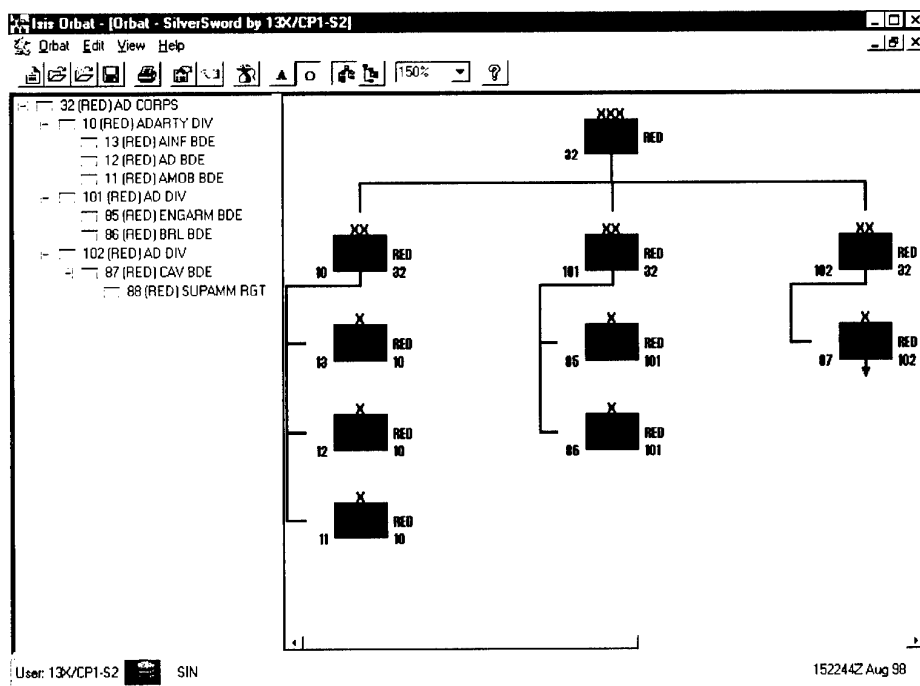 Isis Orbat - [Orbat - SilverSword by 13X/CP1-S2]
Orbat Edit View Help
A O 150% ?
32 (RED) AD CORPS
10 (RED) ADARTY DIV
13 (RED) AINF BDE
12 (RED) AD BDE
11 (RED) AMOB BDE
101 (RED) AD DIV
85 (RED) ENGARM BDE
86 (RED) BRL BDE
102 (RED) AD DIV
87 (RED) CAV BDE
88 (RED) SUPAMM RGT
XXX
RED
32
XX XX XX
RED RED RED
10 32 101 32 102 32
X X X
RED RED RED
13 10 85 101 87 102
X X
RED RED
12 10 86 101
X
RED
11 10
User: 13X/CP1-S2 SIN 152244Z Aug 98